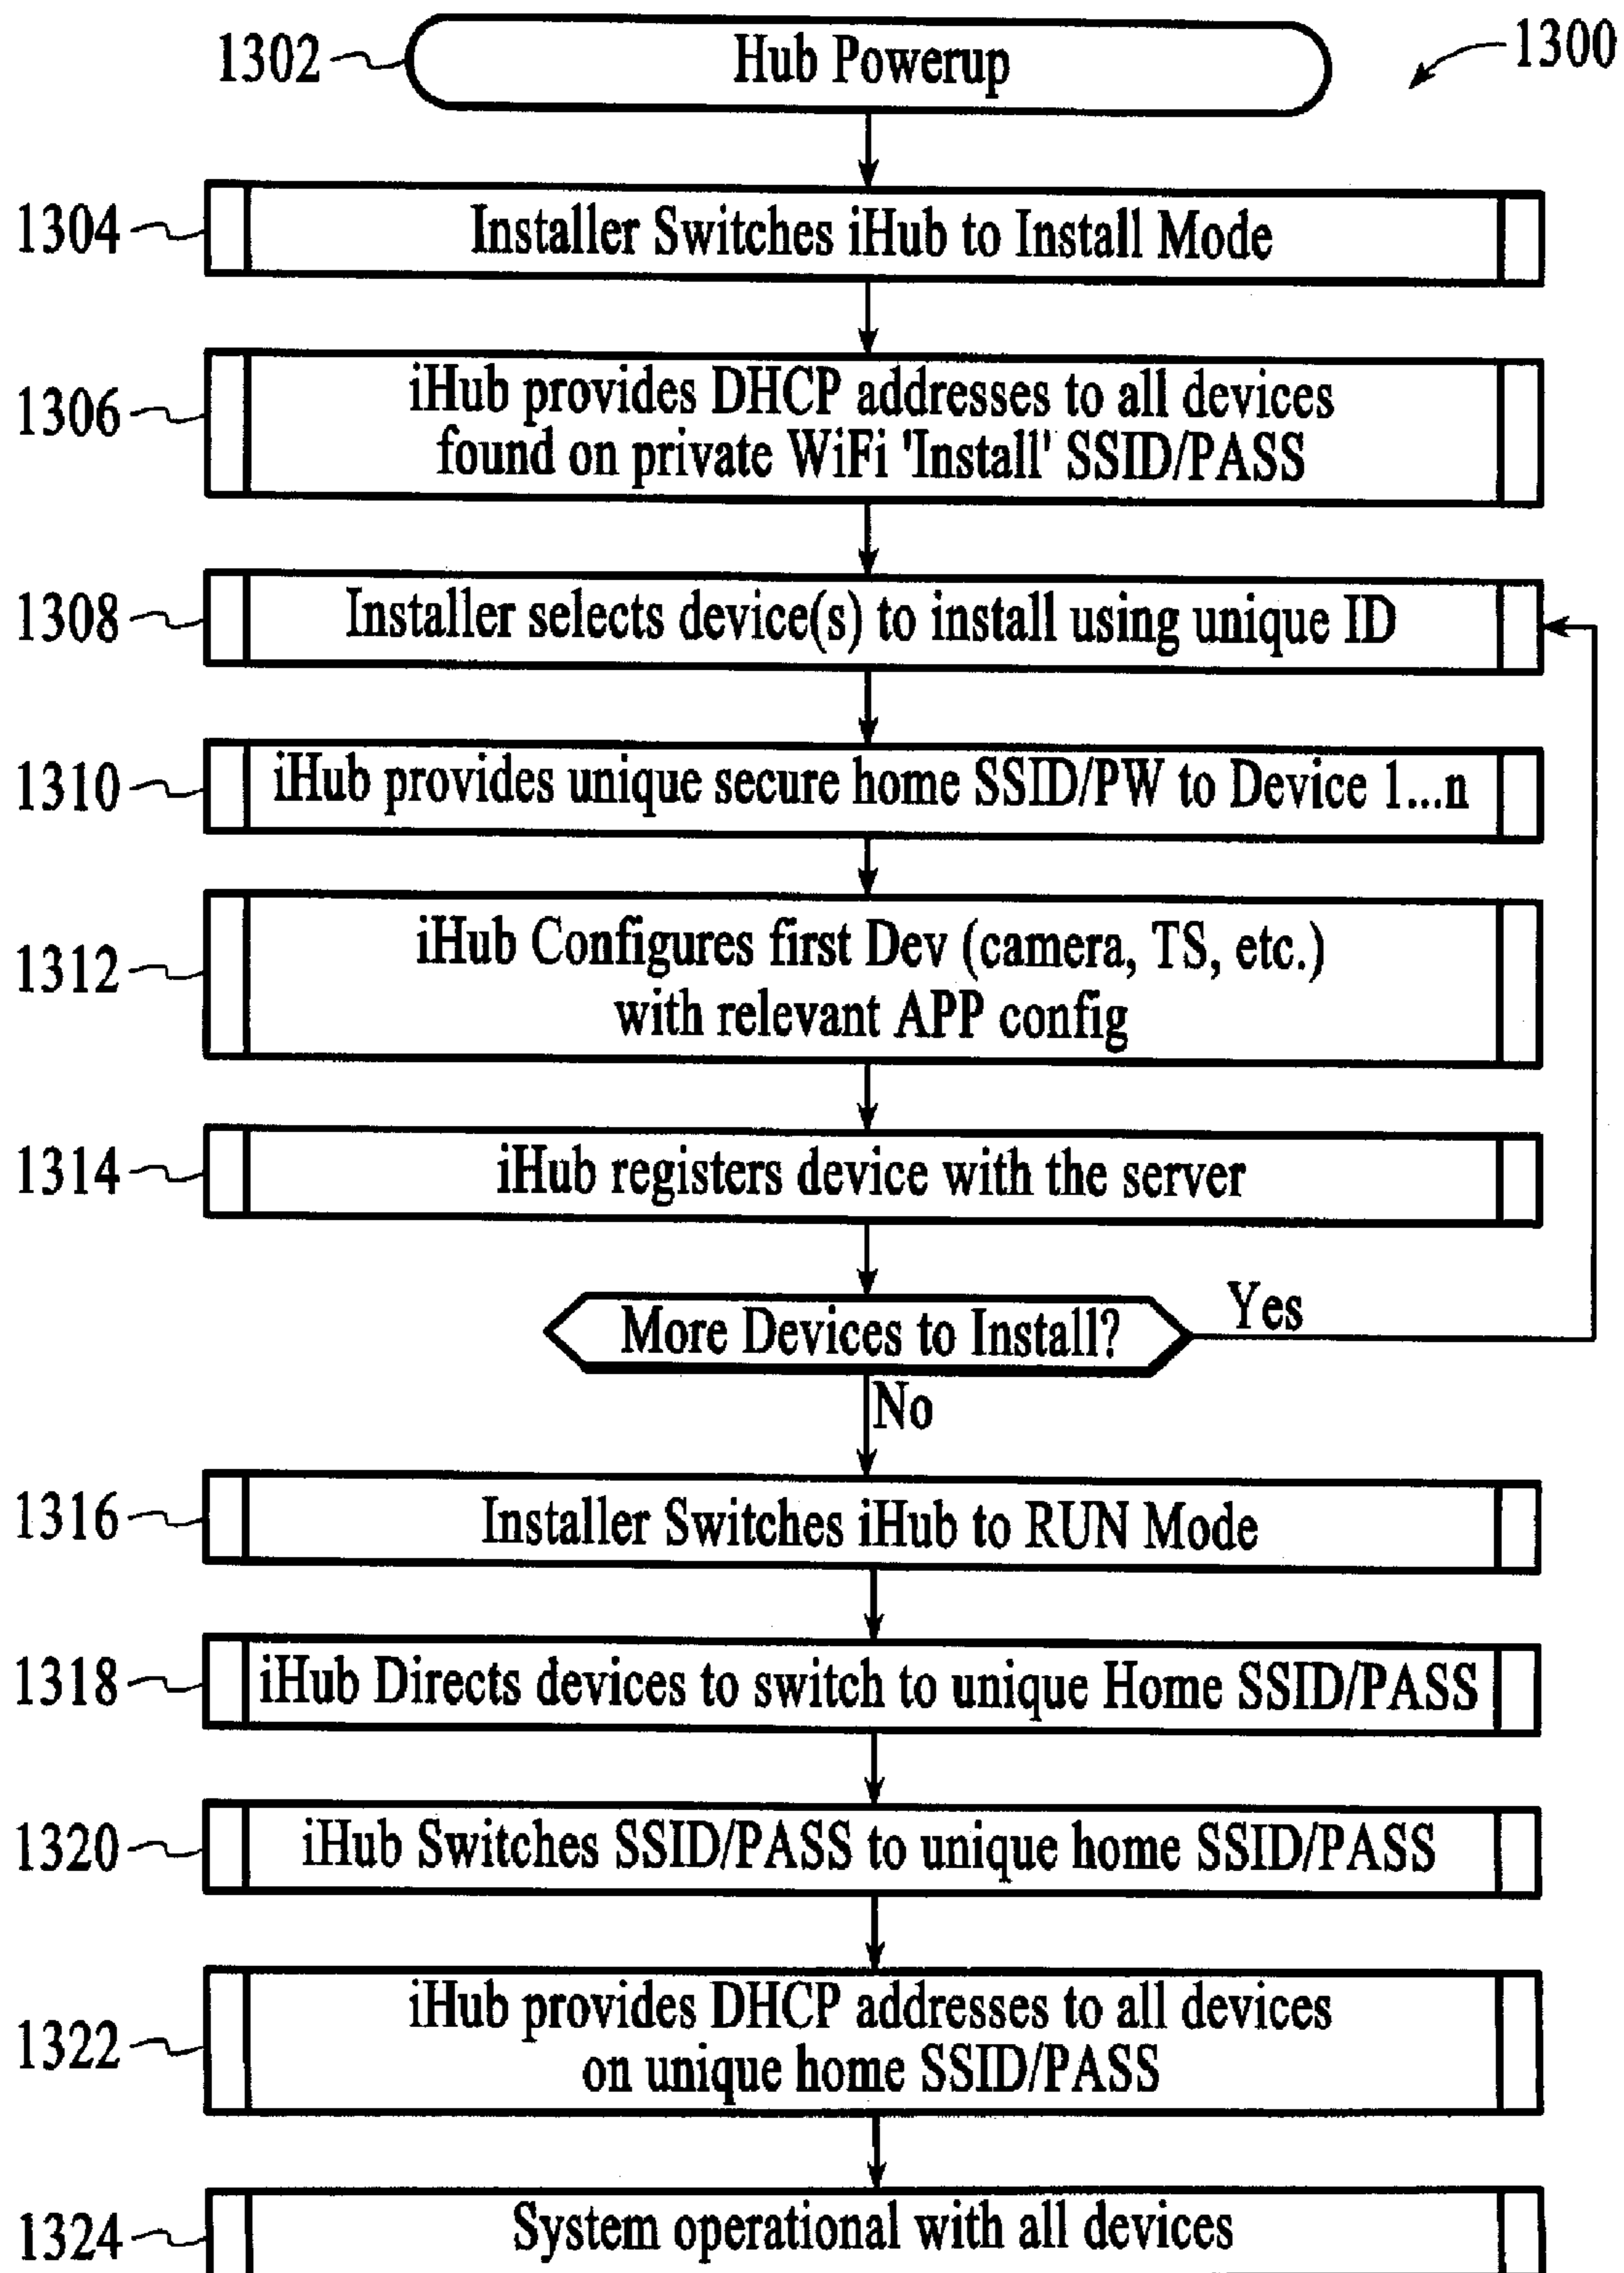 1302
Hub Powerup
1300
1304
Installer Switches iHub to Install Mode
1306
iHub provides DHCP addresses to all devices
found on private WiFi 'Install' SSID/PASS
1308
Installer selects device(s) to install using unique ID
1310
iHub provides unique secure home SSID/PW to Device 1...n
1312
iHub Configures first Dev (camera, TS, etc.)
with relevant APP config
1314
iHub registers device with the server
More Devices to Install?
Yes
No
1316
Installer Switches iHub to RUN Mode
1318
iHub Directs devices to switch to unique Home SSID/PASS
1320
iHub Switches SSID/PASS to unique home SSID/PASS
1322
iHub provides DHCP addresses to all devices
on unique home SSID/PASS
1324
System operational with all devices